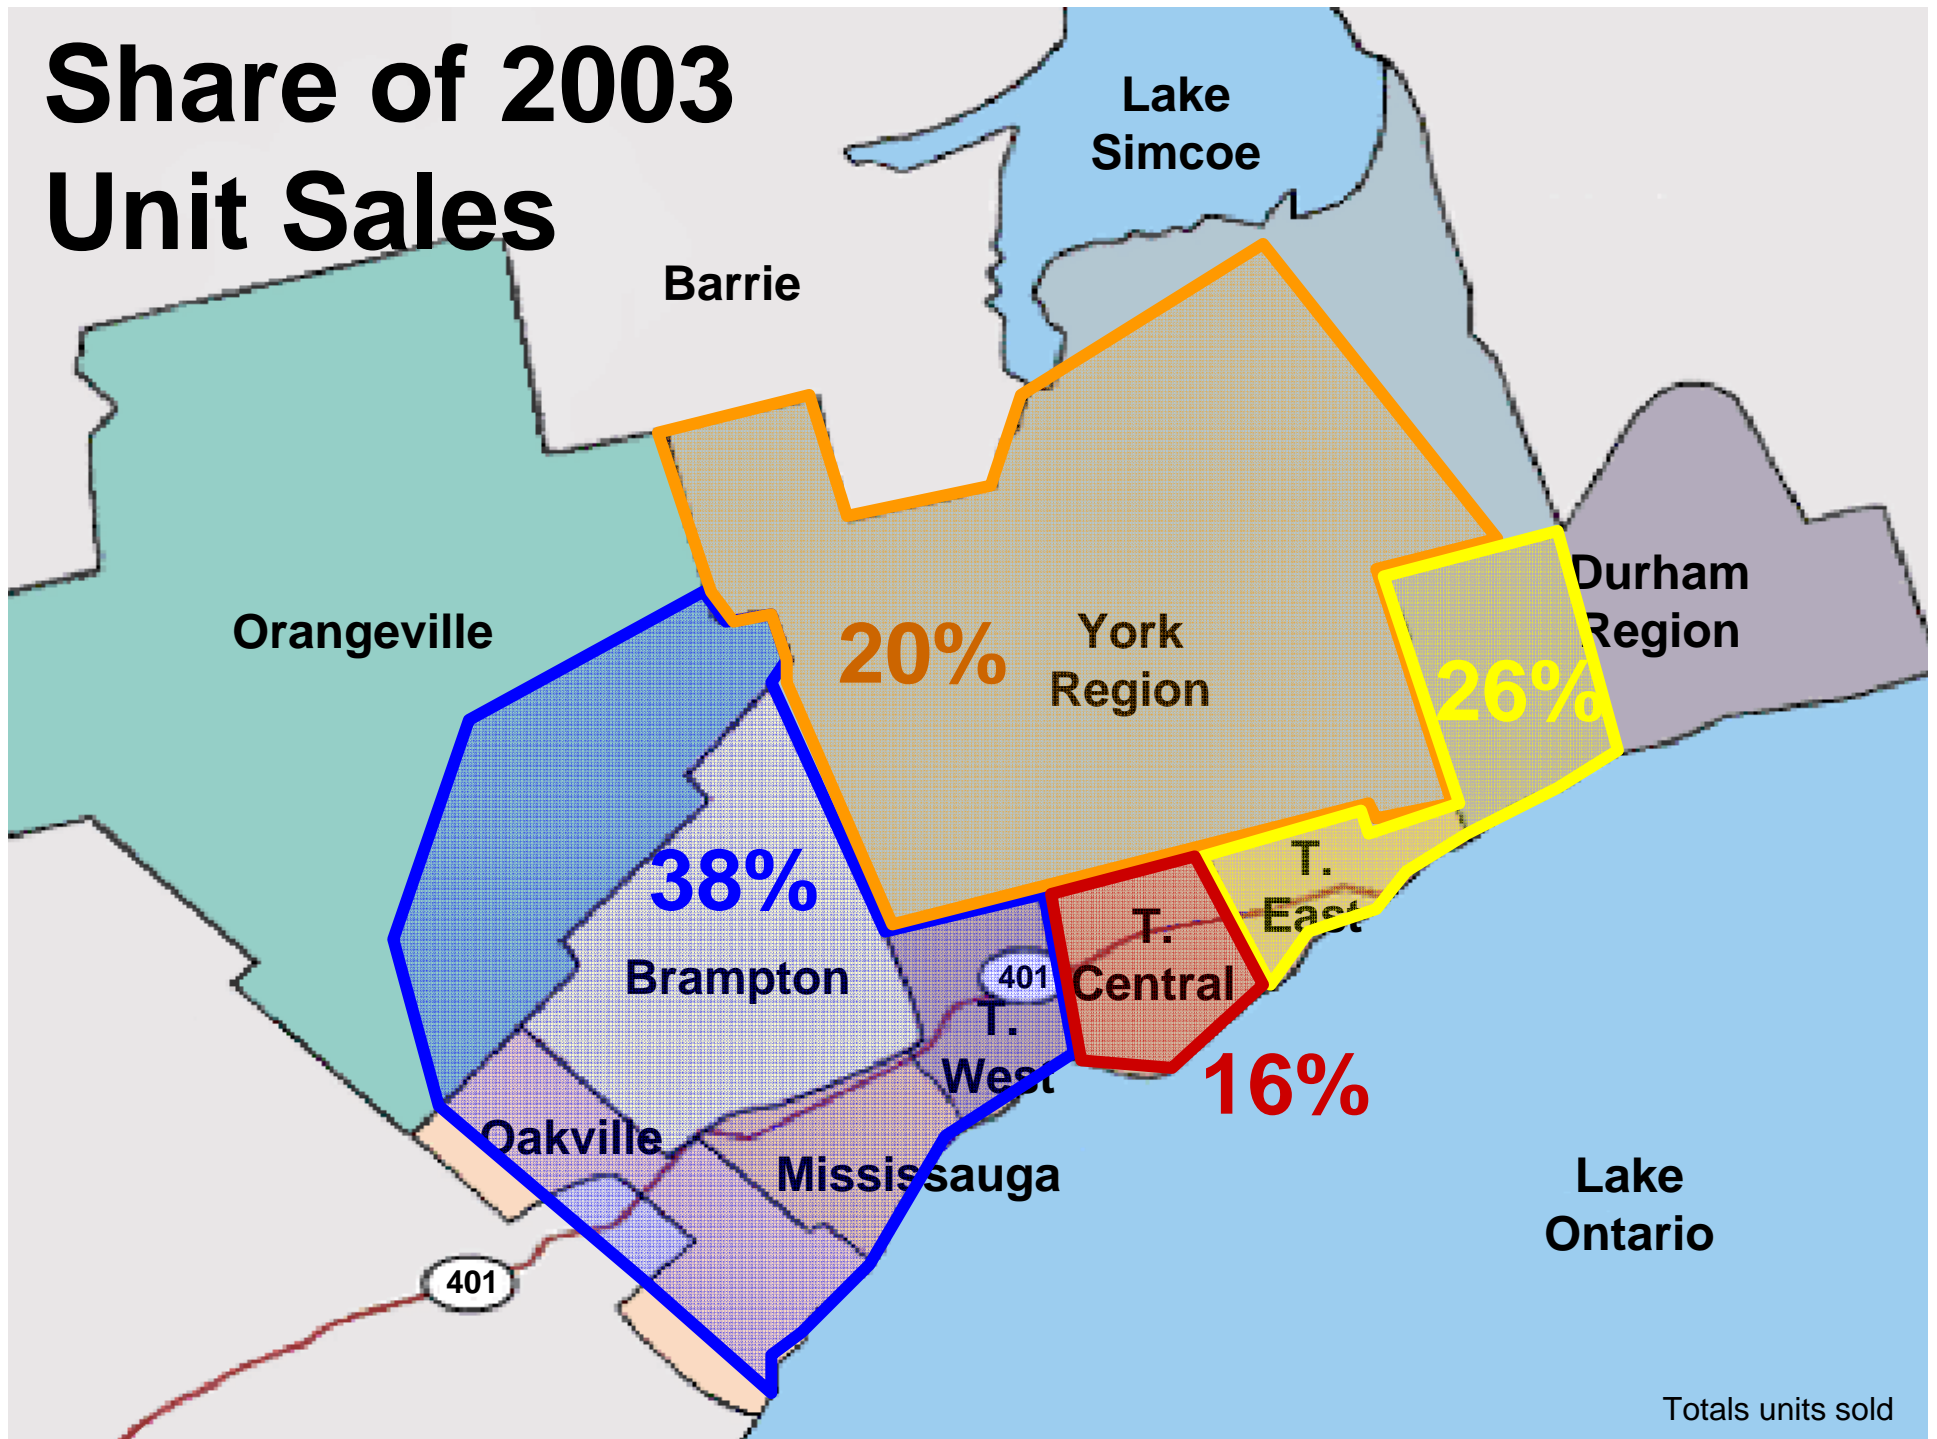 Share of 2003
Unit Sales
Lake
Simcoe
Barrie
Durham
Region
Orangeville
20%
York
Region
26%
38%
T.
East
Brampton
401
T.
Central
T.
West
16%
Oakville
Mississauga
Lake
Ontario
401
Totals units sold